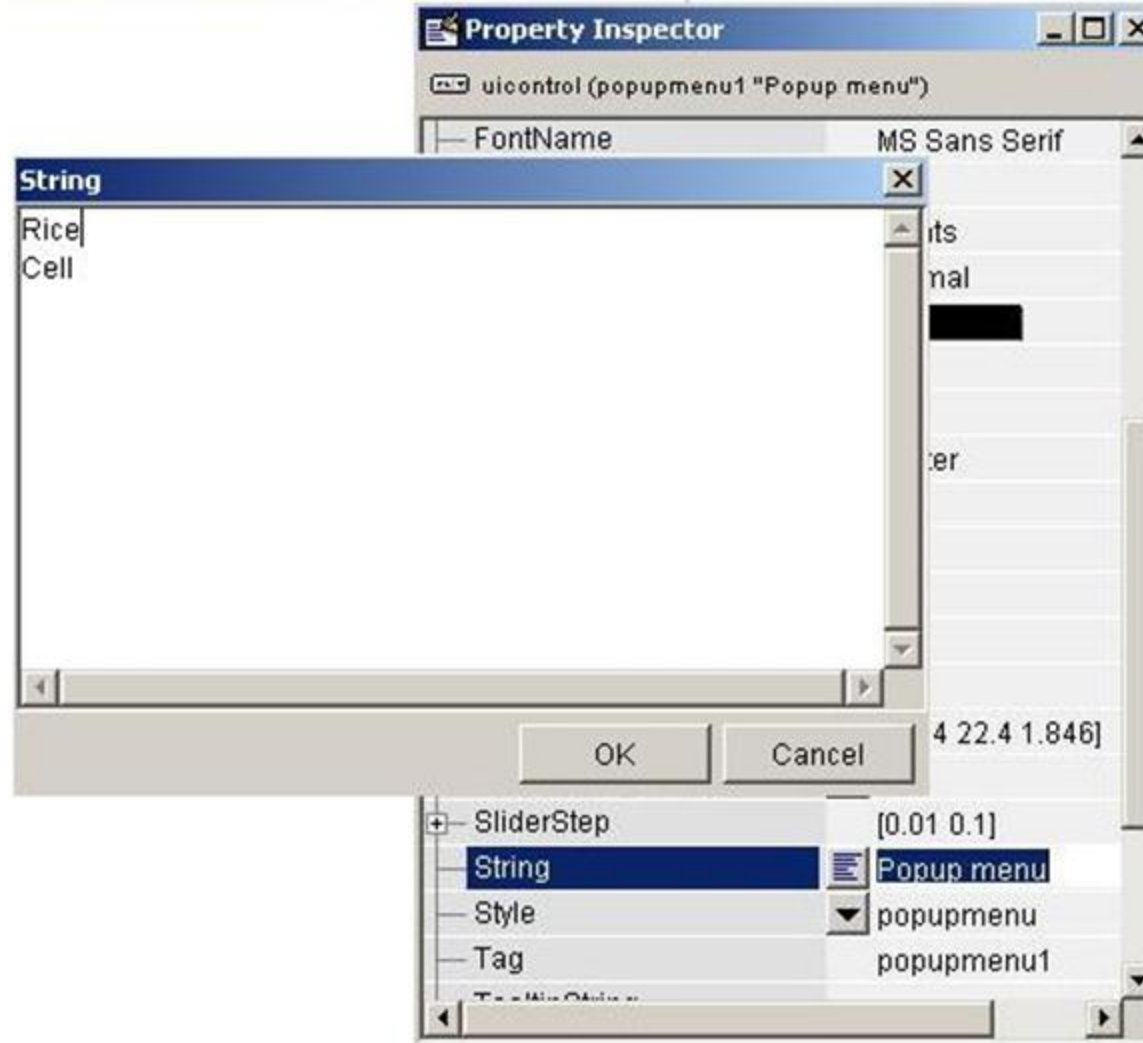 Property Inspector
uicontrol (popupmenu1 "Popup menu")
FontName MS Sans Serif
String
Rice
Cell
OK Cancel
4 22.4 1.846]
SliderStep [0.01 0.1]
String Popup menu
Style popupmenu
Tag popupmenu1